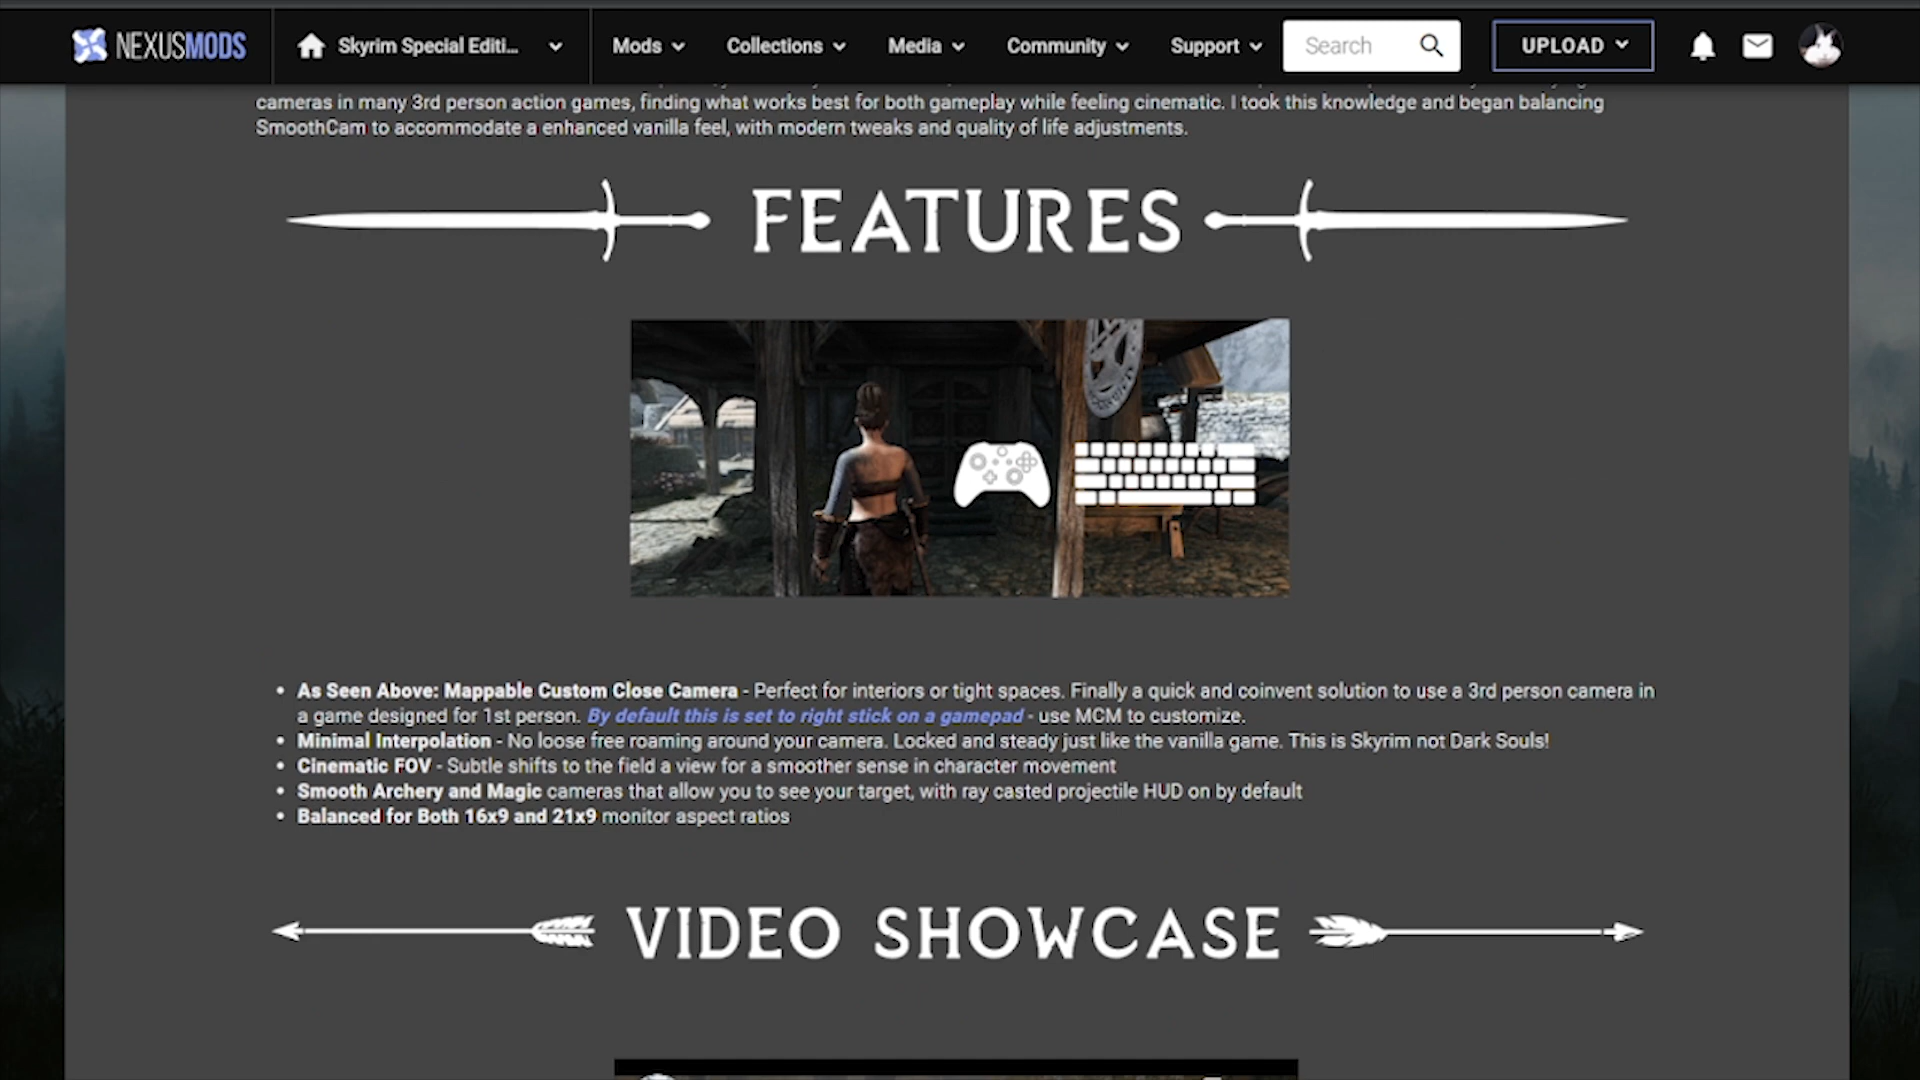 NEXUSMODS
Skyrim Special Editi...
Mods
Collections
Media
Community
Support
Search
UPLOAD
cameras in many 3rd person action games, finding what works best for both gameplay while feeling cinematic. I took this knowledge and began balancing
SmoothCam to accommodate a enhanced vanilla feel, with modern tweaks and quality of life adjustments.
FEATURES
• As Seen Above: Mappable Custom Close Camera - Perfect for interiors or tight spaces. Finally a quick and coinvent solution to use a 3rd person camera in
a game designed for 1st person. By default this is set to right stick on a gamepad - use MCM to customize.
• Minimal Interpolation - No loose free roaming around your camera. Locked and steady just like the vanilla game. This is Skyrim not Dark Souls!
• Cinematic FOV - Subtle shifts to the field a view for a smoother sense in character movement
• Smooth Archery and Magic cameras that allow you to see your target, with ray casted projectile HUD on by default
• Balanced for Both 16x9 and 21x9 monitor aspect ratios
VIDEO SHOWCASE